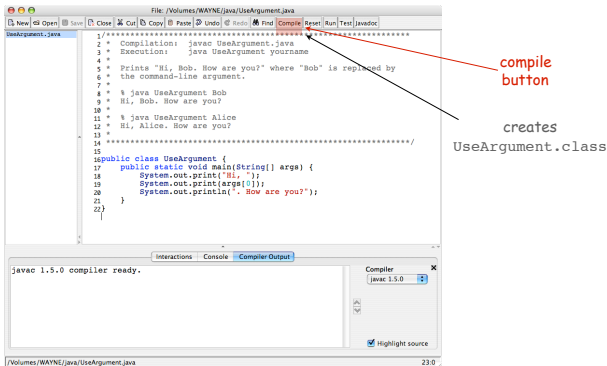 File: /Volumes/WAYNE/java/UseArgument.java
New Open Save Close Cut Copy Paste Undo Redo Find Compile Reset Run Test Javadoc
UseArgument.java
1 /******************************************************************
2 * Compilation: javac UseArgument.java
3 * Execution: java UseArgument yourname
4 *
5 * Prints "Hi, Bob. How are you?" where "Bob" is replaced by
6 * the command-line argument.
7 *
8 * % java UseArgument Bob
9 * Hi, Bob. How are you?
10 *
11 * % java UseArgument Alice
12 * Hi, Alice. How are you?
13 *
14 ******************************************************************/
15
16 public class UseArgument {
17 public static void main(String[] args) {
18 System.out.print("Hi, ");
19 System.out.print(args[0]);
20 System.out.println(". How are you?");
21 }
22 }
compile
button
creates
UseArgument.class
Interactions Console Compiler Output
javac 1.5.0 compiler ready.
Compiler
javac 1.5.0
Highlight source
/Volumes/WAYNE/java/UseArgument.java 23:0